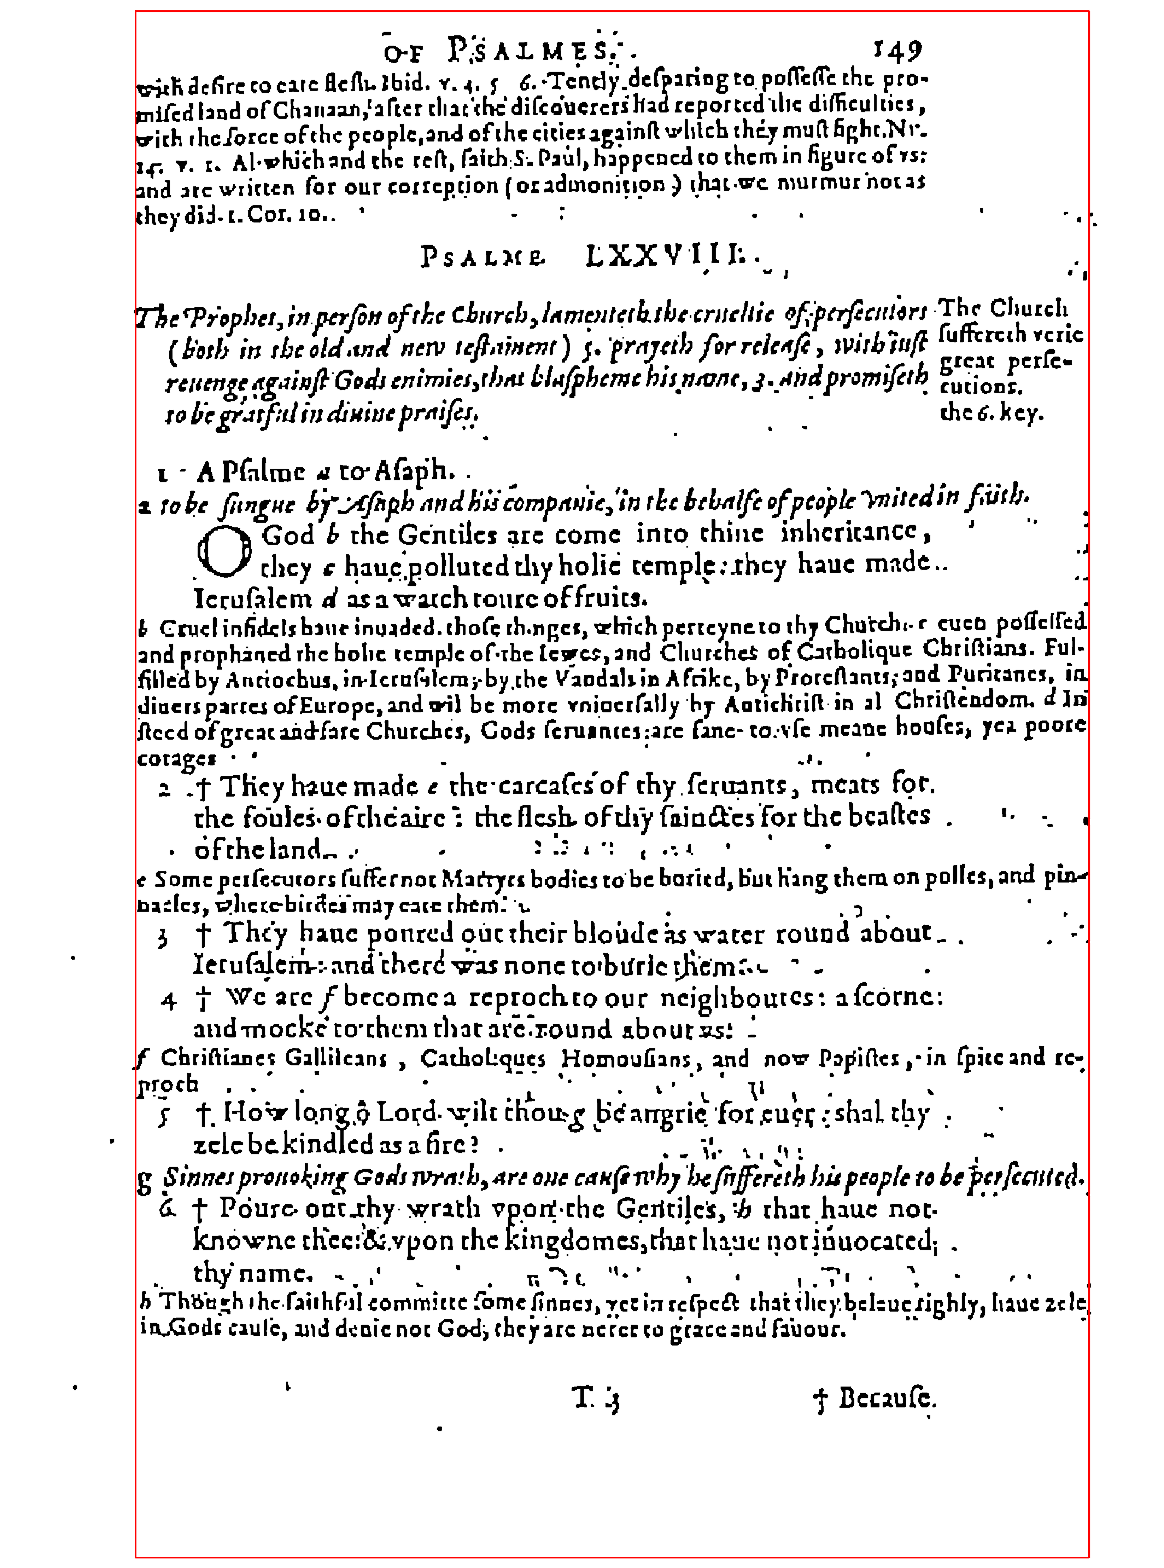 OF PSALMES. 149
with desire to eate flesh. Ibid. v. 4. 5 6. Tently desparing to possesse the pro-
mised land of Chanaan, after that the discouerers had reported the difficulties,
with the force of the people, and of the cities against which they must fight. Nu.
14. v. 1. Al which and the rest, saith S. Paul, happened to them in figure of vs:
and are written for our correption (or admonition) that we murmur not as
they did. 1. Cor. 10.
PSALME LXXVIII.
The Prophet, in person of the Church, lamenteth the crueltie of persecutors
(both in the old and new testament) 5. prayeth for release, with iust
reuenge against Gods enimies, that blaspheme his name, 3. And promiseth
to be grateful in diuine praises.
The Church
suffereth verie
great perse-
cutions.
the 6. key.
1 A Psalme a to Asaph.
a to be sungue by Asaph and his companie, in the behalfe of people vnited in faith.
O God b the Gentiles are come into thine inheritance,
they c haue polluted thy holie temple: they haue made
Ierusalem d as a watch toure of fruits.
b Cruel infidels haue inuaded those thinges, which perteyne to thy Church: c euen possessed
and prophaned the holie temple of the Iewes, and Churches of Catholique Christians. Ful-
filled by Antiochus, in Ierusalem; by the Vandals in Afrike, by Protestants, and Puritanes, in
diuers partes of Europe, and wil be more vniuersally by Antichrist in al Christendom. d In
steed of great and fare Churches, Gods seruantes are fane to vse meane houses, yea poore
cotages
2 † They haue made e the carcases of thy seruants, meats for
the foules of the aire: the flesh of thy sainctes for the beastes
of the land.
e Some persecutors suffer not Martyrs bodies to be buried, but hang them on polles, and pin-
nacles, where birdes may eate them.
3 † They haue poured out their bloude as water round about
Ierusalem: and there was none to burie them.
4 † We are f become a reproch to our neighboures: a scorne
and mocke to them that are round about us.
f Christianes Gallileans, Catholiques Homousians, and now Papistes, in spite and re-
proch
5 † How long ô Lord wilt thou g be angrie for euer: shal thy
zele be kindled as a fire?
g Sinnes prouoking Gods wrath, are one cause why he suffereth his people to be persecuted.
6 † Poure out thy wrath vpon the Gentiles, h that haue not
knowne thee: & vpon the kingdomes, that haue not inuocated
thy name.
h Though the faithful committe some sinnes, yet in respect that they beleue rightly, haue zele
in Gods cause, and denie not God; they are nerer to grace and fauour.
T. 3 † Because.